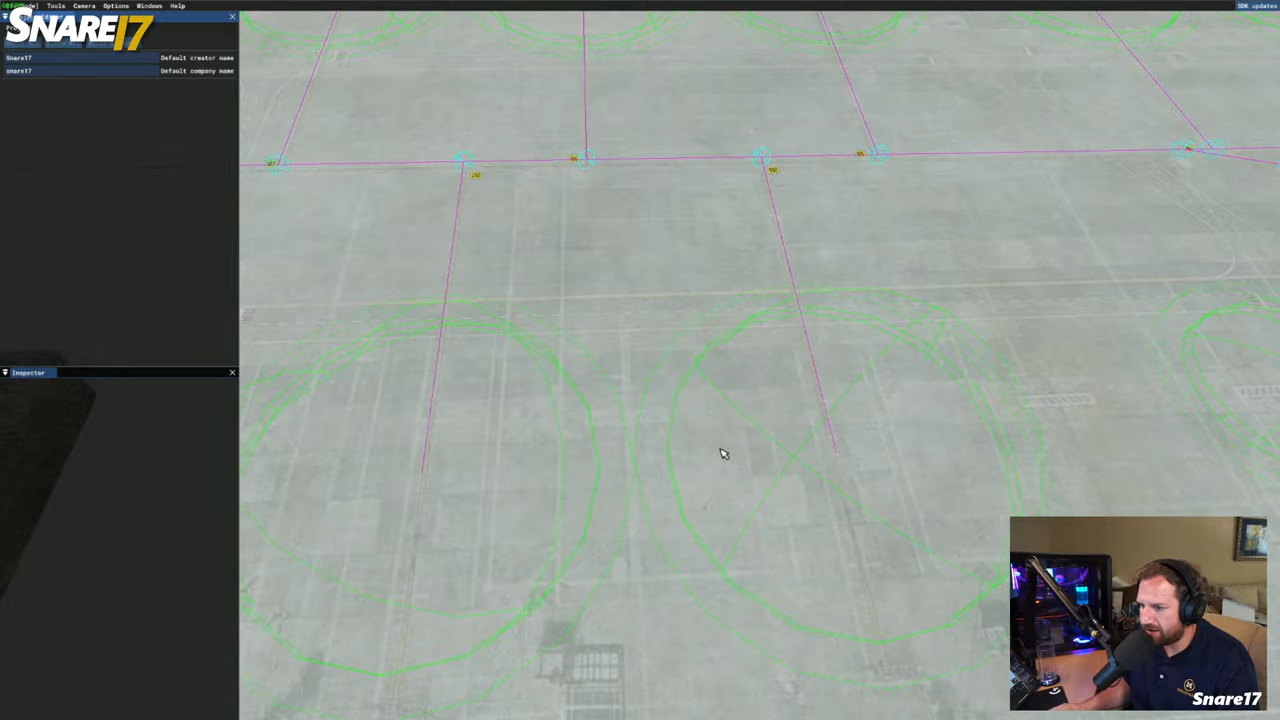 Tools Camera Options Windows Help
SDK updates
SNARE17
Snare17 Default creator name
snare17 Default company name
Inspector
Snare17